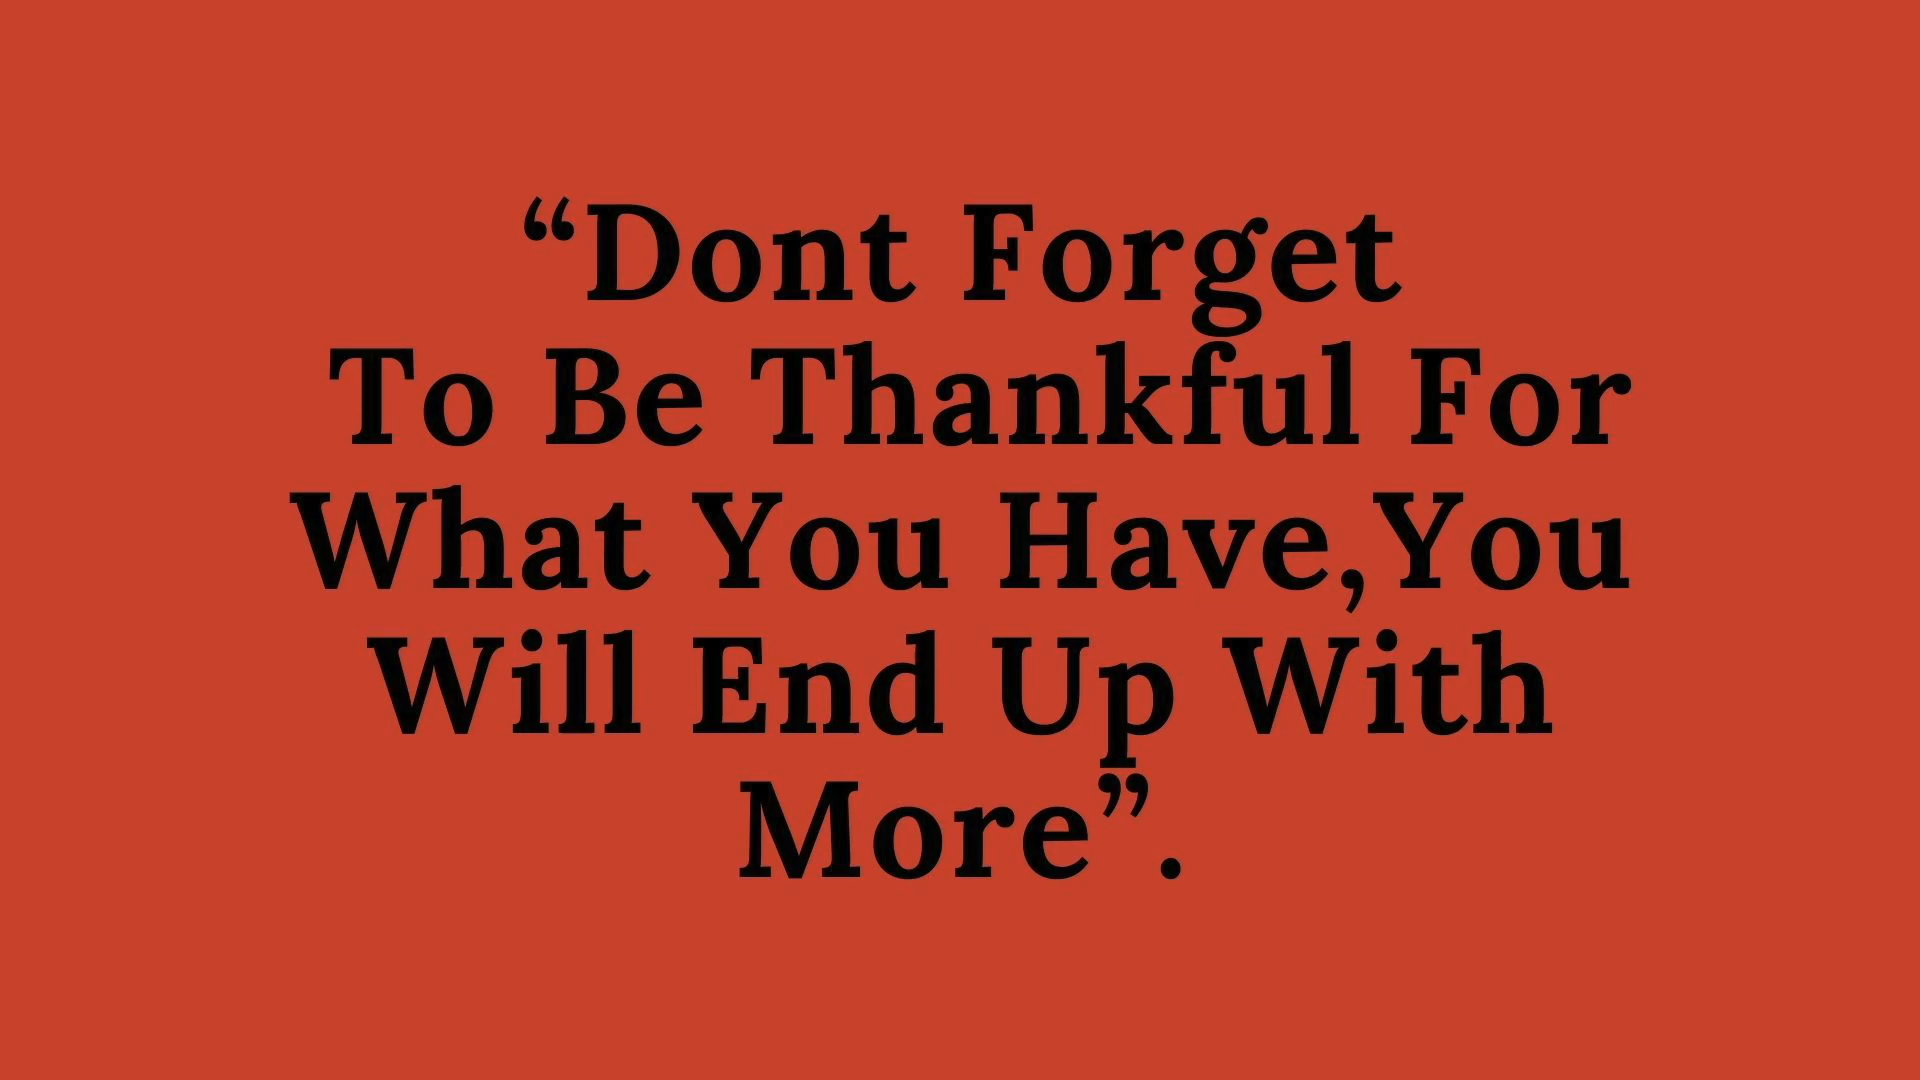 “Dont Forget
To Be Thankful For
What You Have,You
Will End Up With
More”.